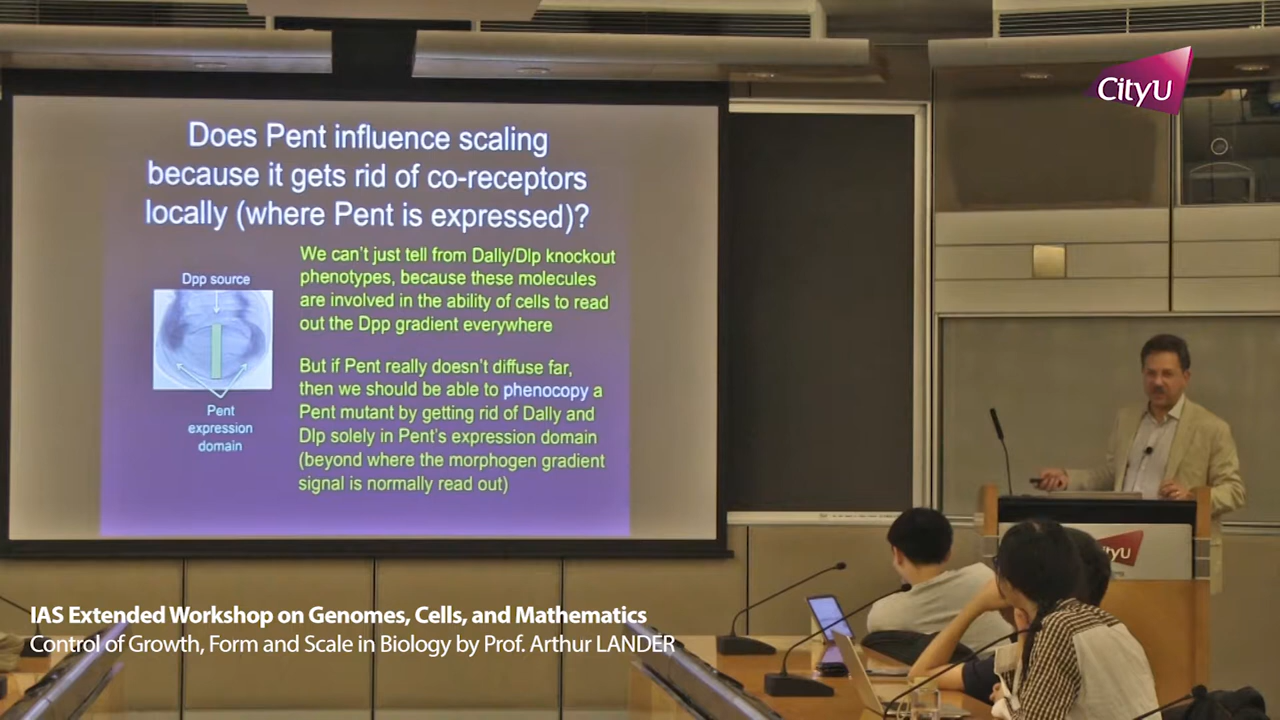 CityU
Does Pent influence scaling
because it gets rid of co-receptors
locally (where Pent is expressed)?
We can't just tell from Dally/Dlp knockout
phenotypes, because these molecules
are involved in the ability of cells to read
out the Dpp gradient everywhere
Dpp source
But if Pent really doesn't diffuse far,
then we should be able to phenocopy a
Pent mutant by getting rid of Dally and
Dlp solely in Pent's expression domain
(beyond where the morphogen gradient
signal is normally read out)
Pent
expression
domain
tyU
IAS Extended Workshop on Genomes, Cells, and Mathematics
Control of Growth, Form and Scale in Biology by Prof. Arthur LANDER